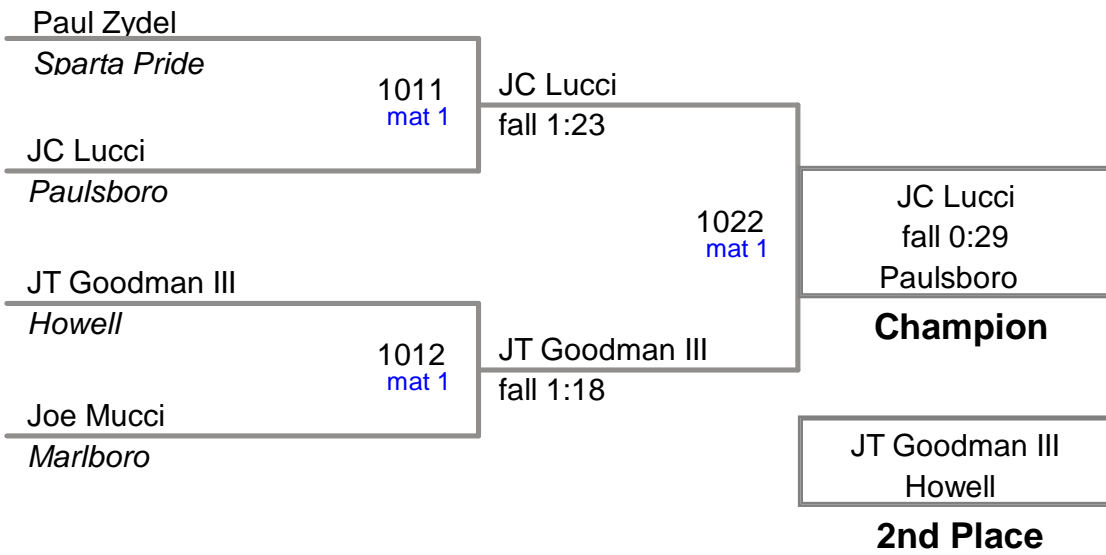 Paul Zydel
Sparta Pride
1011
mat 1
JC Lucci
fall 1:23
JC Lucci
Paulsboro
1022
mat 1
JC Lucci
fall 0:29
Paulsboro
Champion
JT Goodman III
Howell
1012
mat 1
JT Goodman III
fall 1:18
Joe Mucci
Marlboro
JT Goodman III
Howell
2nd Place